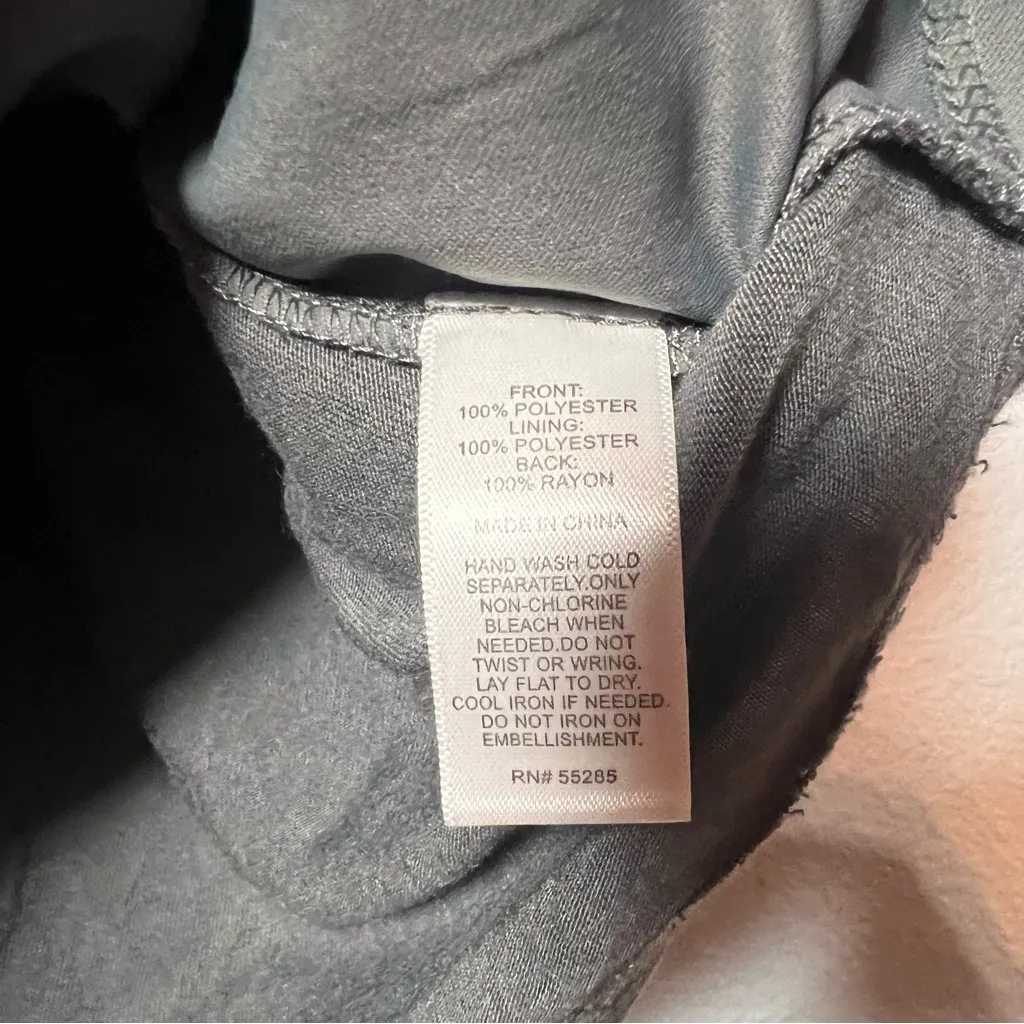 FRONT:
100% POLYESTER
LINING:
100% POLYESTER
BACK:
100% RAYON
MADE IN CHINA
HAND WASH COLD
SEPARATELY.ONLY
NON-CHLORINE
BLEACH WHEN
NEEDED.DO NOT
TWIST OR WRING.
LAY FLAT TO DRY.
COOL IRON IF NEEDED.
DO NOT IRON ON
EMBELLISHMENT.
RN# 55285